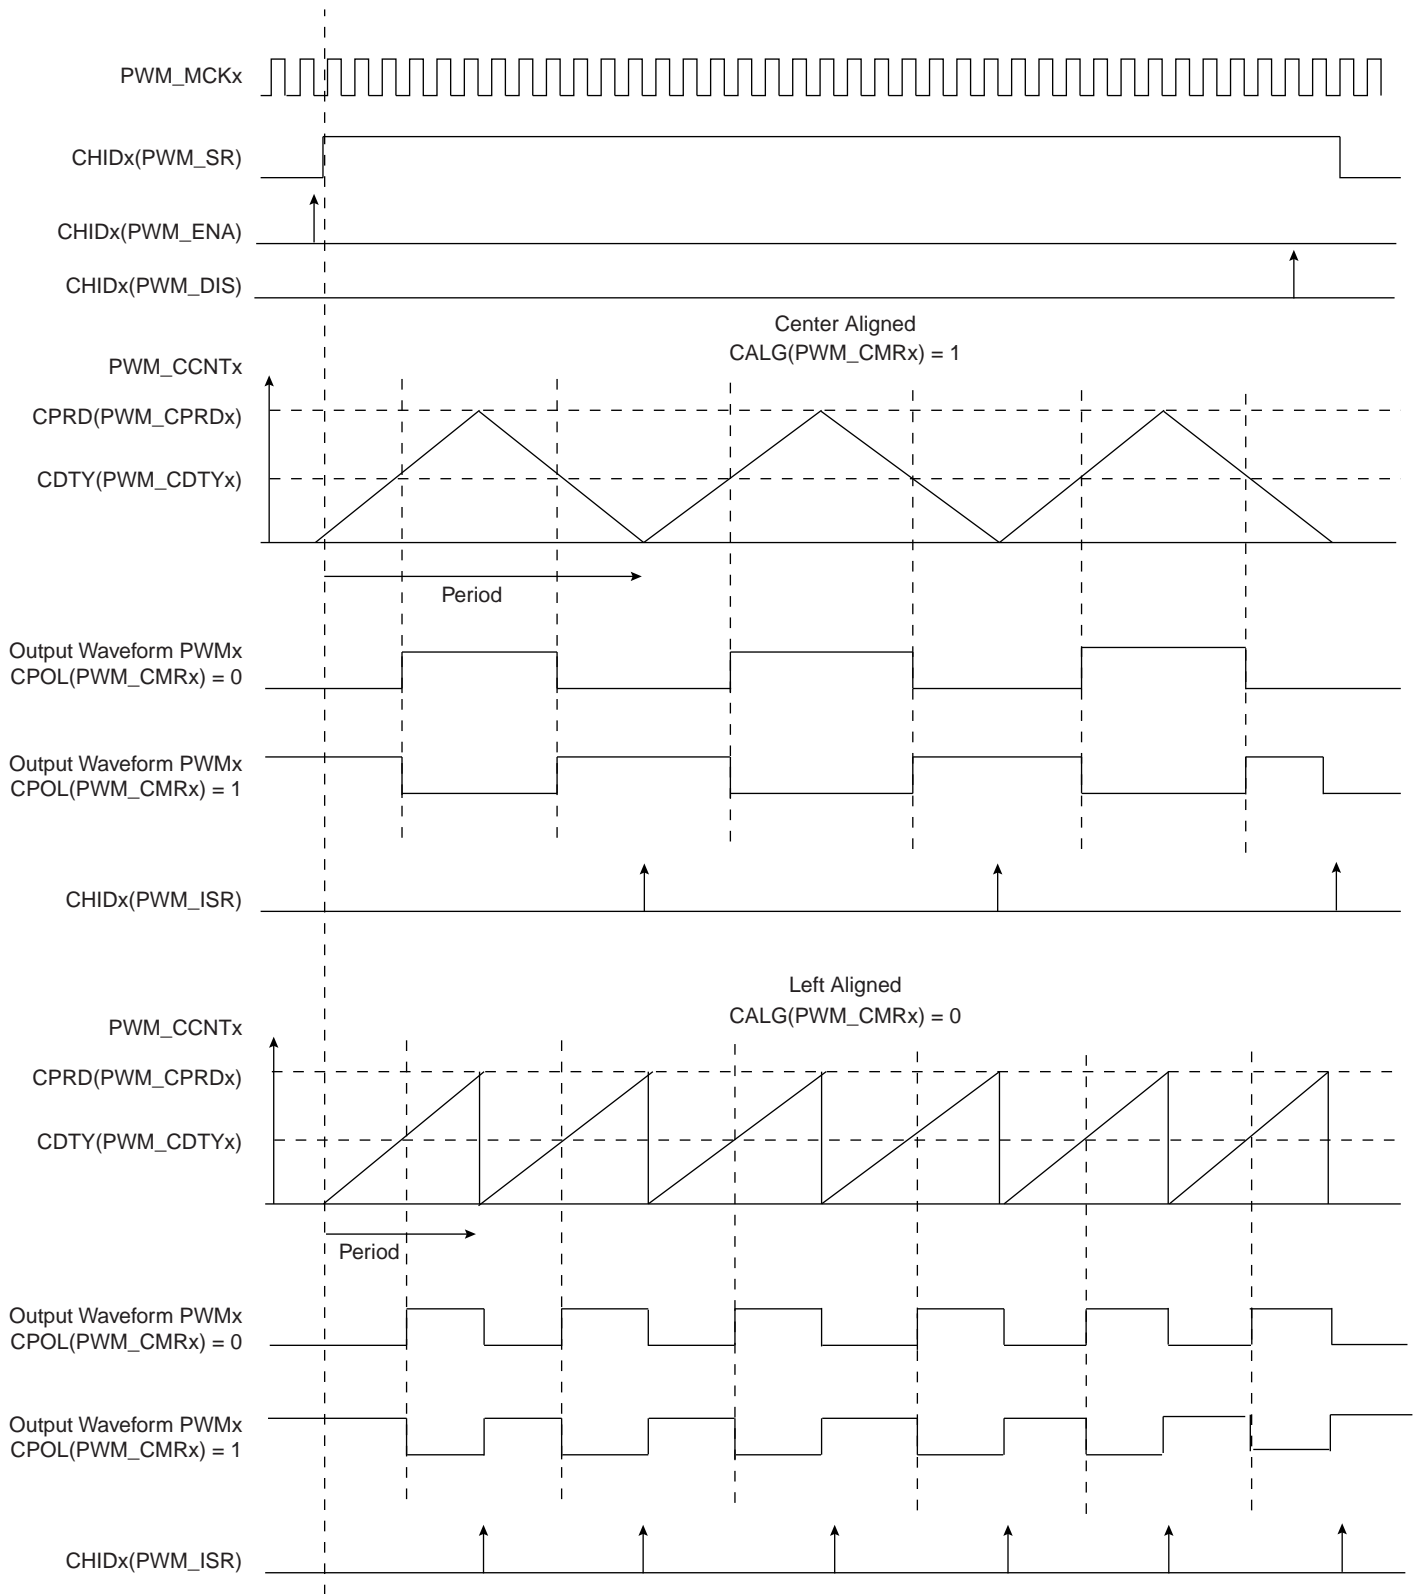 PWM_MCKx
CHIDx(PWM_SR)
CHIDx(PWM_ENA)
CHIDx(PWM_DIS)
Center Aligned
CALG(PWM_CMRx) = 1
PWM_CCNTx
CPRD(PWM_CPRDx)
CDTY(PWM_CDTYx)
Period
Output Waveform PWMx
CPOL(PWM_CMRx) = 0
Output Waveform PWMx
CPOL(PWM_CMRx) = 1
CHIDx(PWM_ISR)
Left Aligned
CALG(PWM_CMRx) = 0
PWM_CCNTx
CPRD(PWM_CPRDx)
CDTY(PWM_CDTYx)
Period
Output Waveform PWMx
CPOL(PWM_CMRx) = 0
Output Waveform PWMx
CPOL(PWM_CMRx) = 1
CHIDx(PWM_ISR)